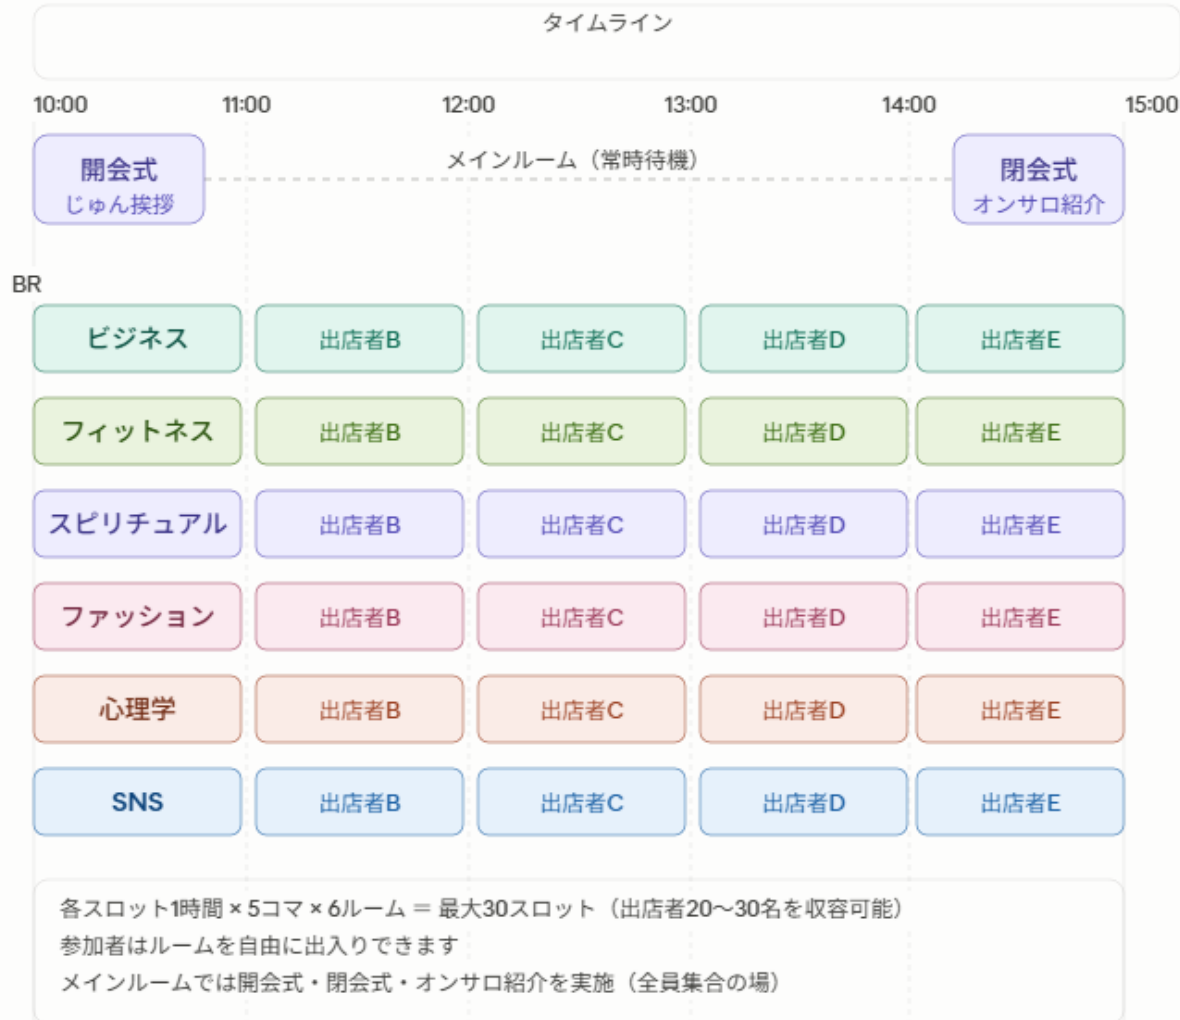 タイムライン
10:00 11:00 12:00 13:00 14:00 15:00
開会式
じゅん挨拶
メインルーム（常時待機）
閉会式
オンサロ紹介
BR
ビジネス 出店者B 出店者C 出店者D 出店者E
フィットネス 出店者B 出店者C 出店者D 出店者E
スピリチュアル 出店者B 出店者C 出店者D 出店者E
ファッション 出店者B 出店者C 出店者D 出店者E
心理学 出店者B 出店者C 出店者D 出店者E
SNS 出店者B 出店者C 出店者D 出店者E
各スロット1時間 × 5コマ × 6ルーム ＝ 最大30スロット（出店者20〜30名を収容可能）
参加者はルームを自由に出入りできます
メインルームでは開会式・閉会式・オンサロ紹介を実施（全員集合の場）